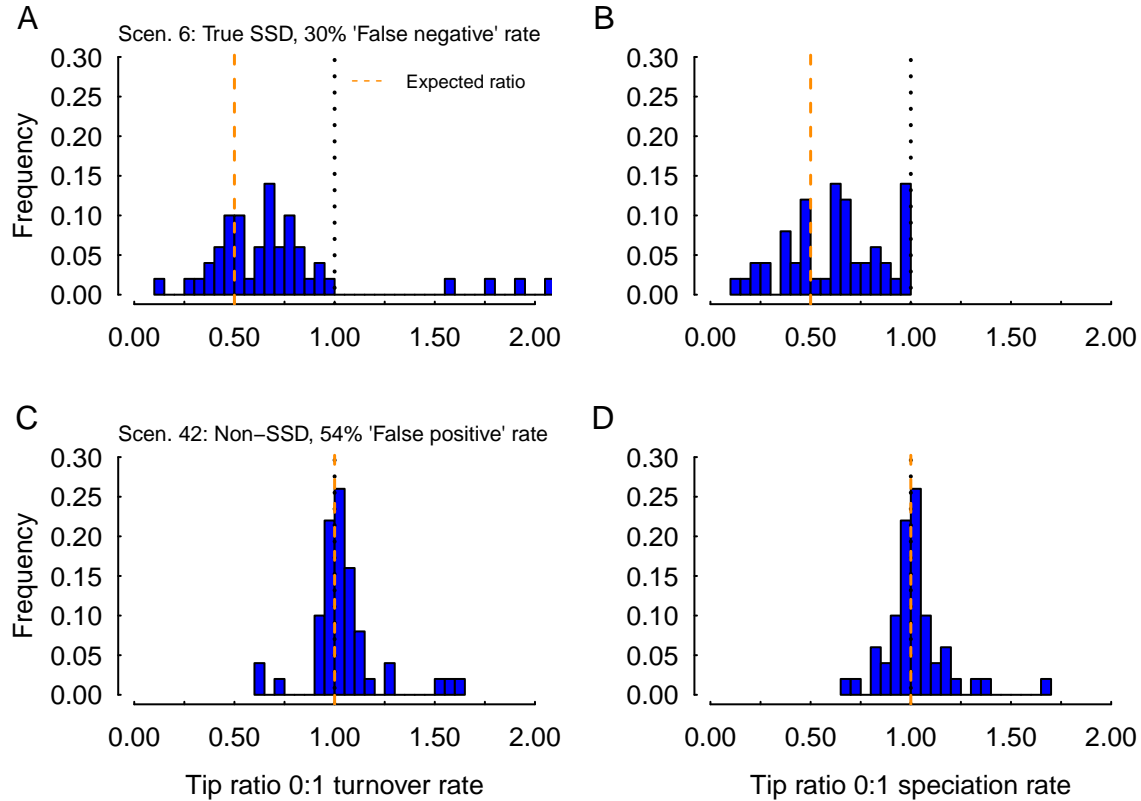 A
Scen. 6: True SSD, 30% 'False negative' rate
Expected ratio
Frequency
0.30
0.25
0.20
0.15
0.10
0.05
0.00
0.00 0.50 1.00 1.50 2.00
B
0.30
0.25
0.20
0.15
0.10
0.05
0.00
0.00 0.50 1.00 1.50 2.00
C
Scen. 42: Non−SSD, 54% 'False positive' rate
Frequency
0.30
0.25
0.20
0.15
0.10
0.05
0.00
0.00 0.50 1.00 1.50 2.00
Tip ratio 0:1 turnover rate
D
0.30
0.25
0.20
0.15
0.10
0.05
0.00
0.00 0.50 1.00 1.50 2.00
Tip ratio 0:1 speciation rate